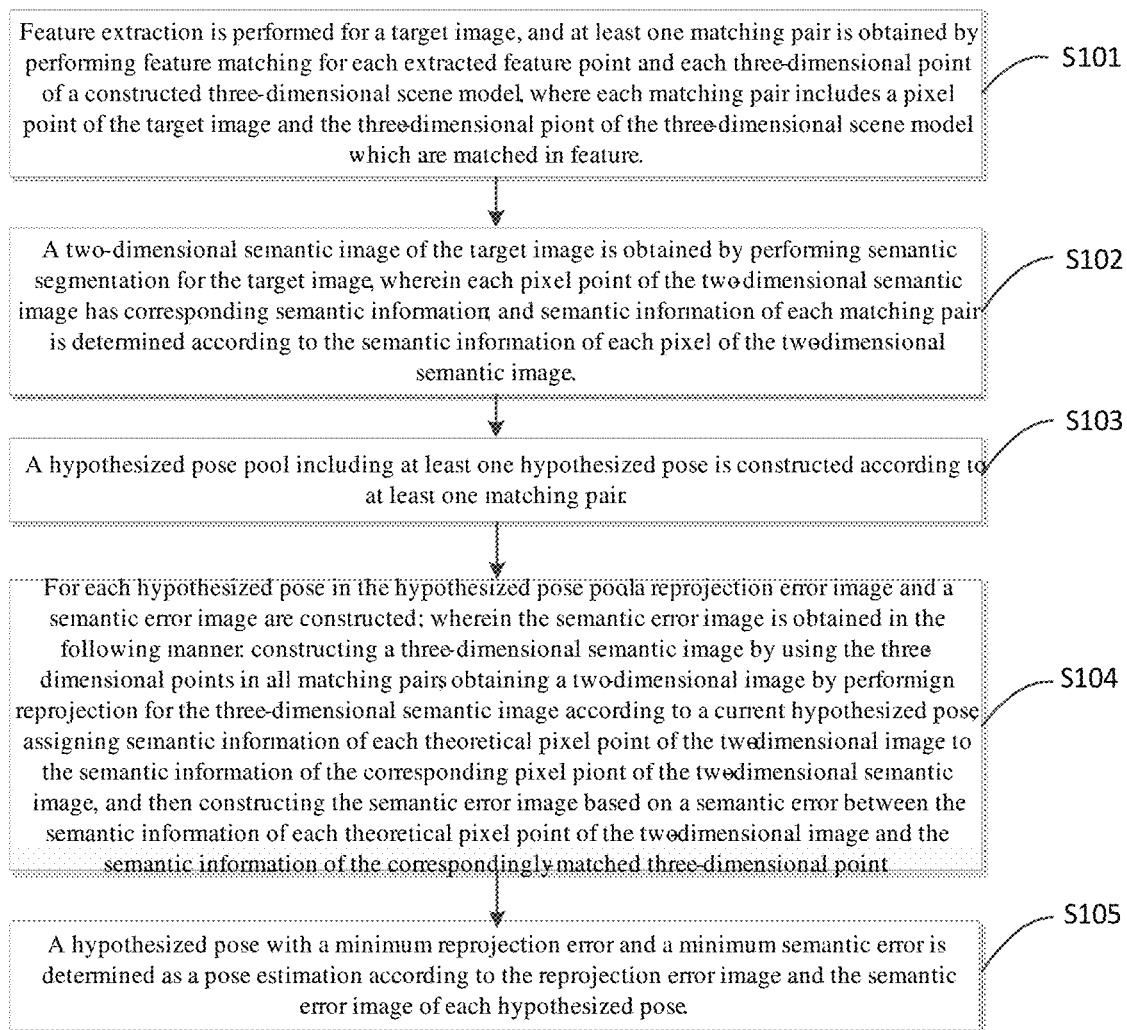 Feature extraction is performed for a target image, and at least one matching pair is obtained by
performing feature matching for each extracted feature point and each three-dimensional point
of a constructed three-dimensional scene model, where each matching pair includes a pixel
point of the target image and the three-dimensional piont of the three-dimensional scene model
which are matched in feature.
S101
A two-dimensional semantic image of the target image is obtained by performing semantic
segmentation for the target image, wherein each pixel point of the two-dimensional semantic
image has corresponding semantic information, and semantic information of each matching pair
is determined according to the semantic information of each pixel of the two-dimensional
semantic image.
S102
A hypothesized pose pool including at least one hypothesized pose is constructed according to
at least one matching pair.
S103
For each hypothesized pose in the hypothesized pose pool a reprojection error image and a
semantic error image are constructed; wherein the semantic error image is obtained in the
following manner: constructing a three-dimensional semantic image by using the three-
dimensional points in all matching pairs, obtaining a two-dimensional image by performign
reprojection for the three-dimensional semantic image according to a current hypothesized pose,
assigning semantic information of each theoretical pixel point of the two-dimensional image to
the semantic information of the corresponding pixel piont of the two-dimensional semantic
image, and then constructing the semantic error image based on a semantic error between the
semantic information of each theoretical pixel point of the two-dimensional image and the
semantic information of the correspondingly-matched three-dimensional point
S104
A hypothesized pose with a minimum reprojection error and a minimum semantic error is
determined as a pose estimation according to the reprojection error image and the semantic
error image of each hypothesized pose.
S105